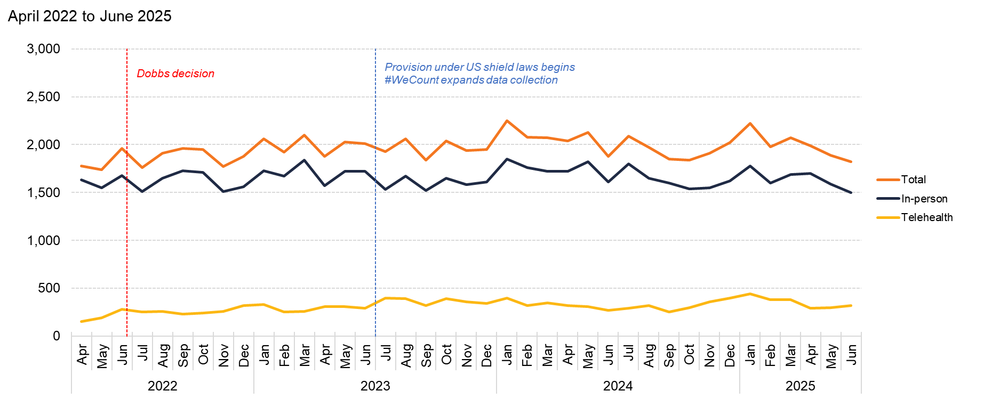 April 2022 to June 2025
3,000
2,500
2,000
1,500
1,000
500
0
Dobbs decision
Provision under US shield laws begins
#WeCount expands data collection
Total
In-person
Telehealth
Apr May Jun Jul Aug Sep Oct Nov Dec Jan Feb Mar Apr May Jun Jul Aug Sep Oct Nov Dec Jan Feb Mar Apr May Jun Jul Aug Sep Oct Nov Dec Jan Feb Mar Apr May Jun
2022 2023 2024 2025